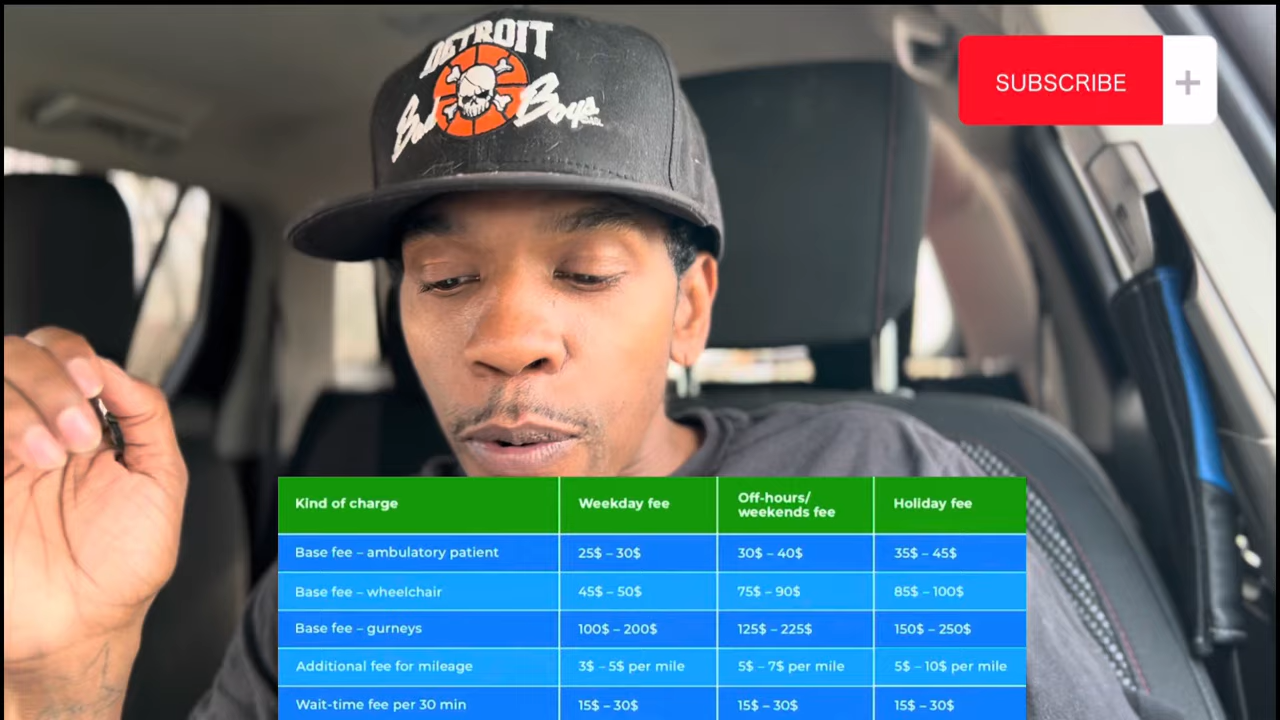 DETROIT
Bad Boys
SUBSCRIBE
Kind of charge
Weekday fee
Off-hours/
weekends fee
Holiday fee
Base fee – ambulatory patient
25$ – 30$
30$ – 40$
35$ – 45$
Base fee – wheelchair
45$ – 50$
75$ – 90$
85$ – 100$
Base fee – gurneys
100$ – 200$
125$ – 225$
150$ – 250$
Additional fee for mileage
3$ – 5$ per mile
5$ – 7$ per mile
5$ – 10$ per mile
Wait-time fee per 30 min
15$ – 30$
15$ – 30$
15$ – 30$